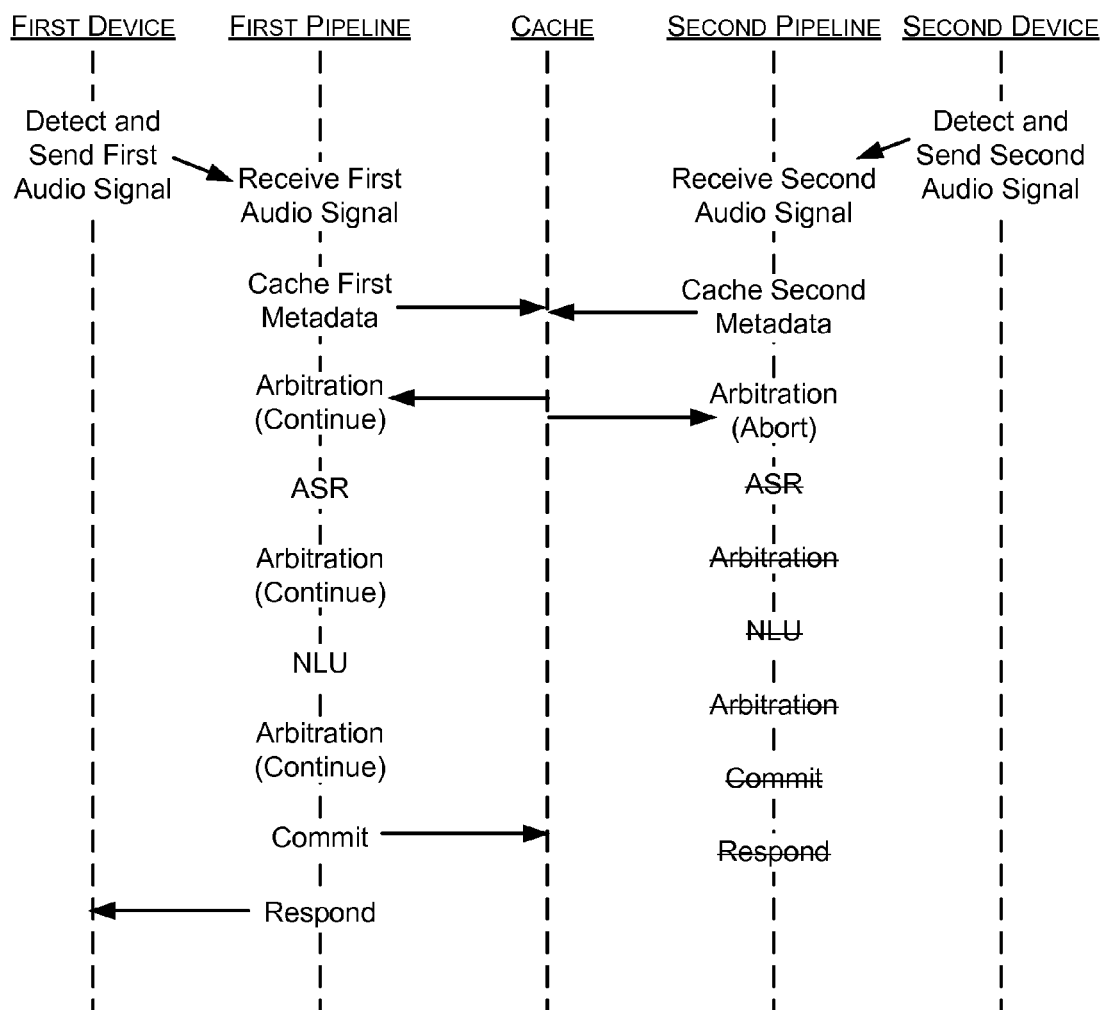 FIRST DEVICE
FIRST PIPELINE
CACHE
SECOND PIPELINE
SECOND DEVICE
Detect and
Send First
Audio Signal
Receive First
Audio Signal
Receive Second
Audio Signal
Detect and
Send Second
Audio Signal
Cache First
Metadata
Cache Second
Metadata
Arbitration
(Continue)
Arbitration
(Abort)
ASR
ASR
Arbitration
(Continue)
Arbitration
NLU
NLU
Arbitration
(Continue)
Arbitration
Commit
Commit
Respond
Respond